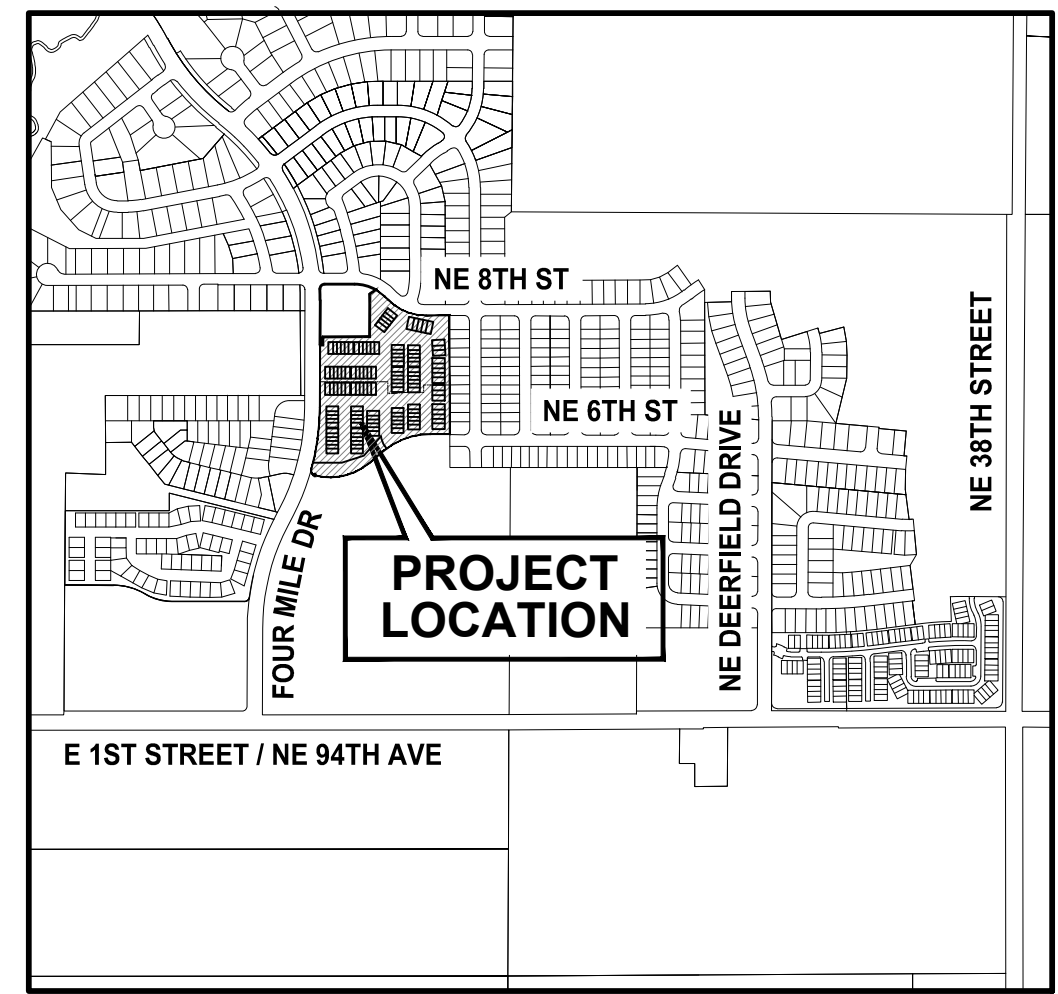 NE 8TH ST
NE 6TH ST
NE 38TH STREET
NE DEERFIELD DRIVE
FOUR MILE DR
PROJECT
LOCATION
E 1ST STREET / NE 94TH AVE